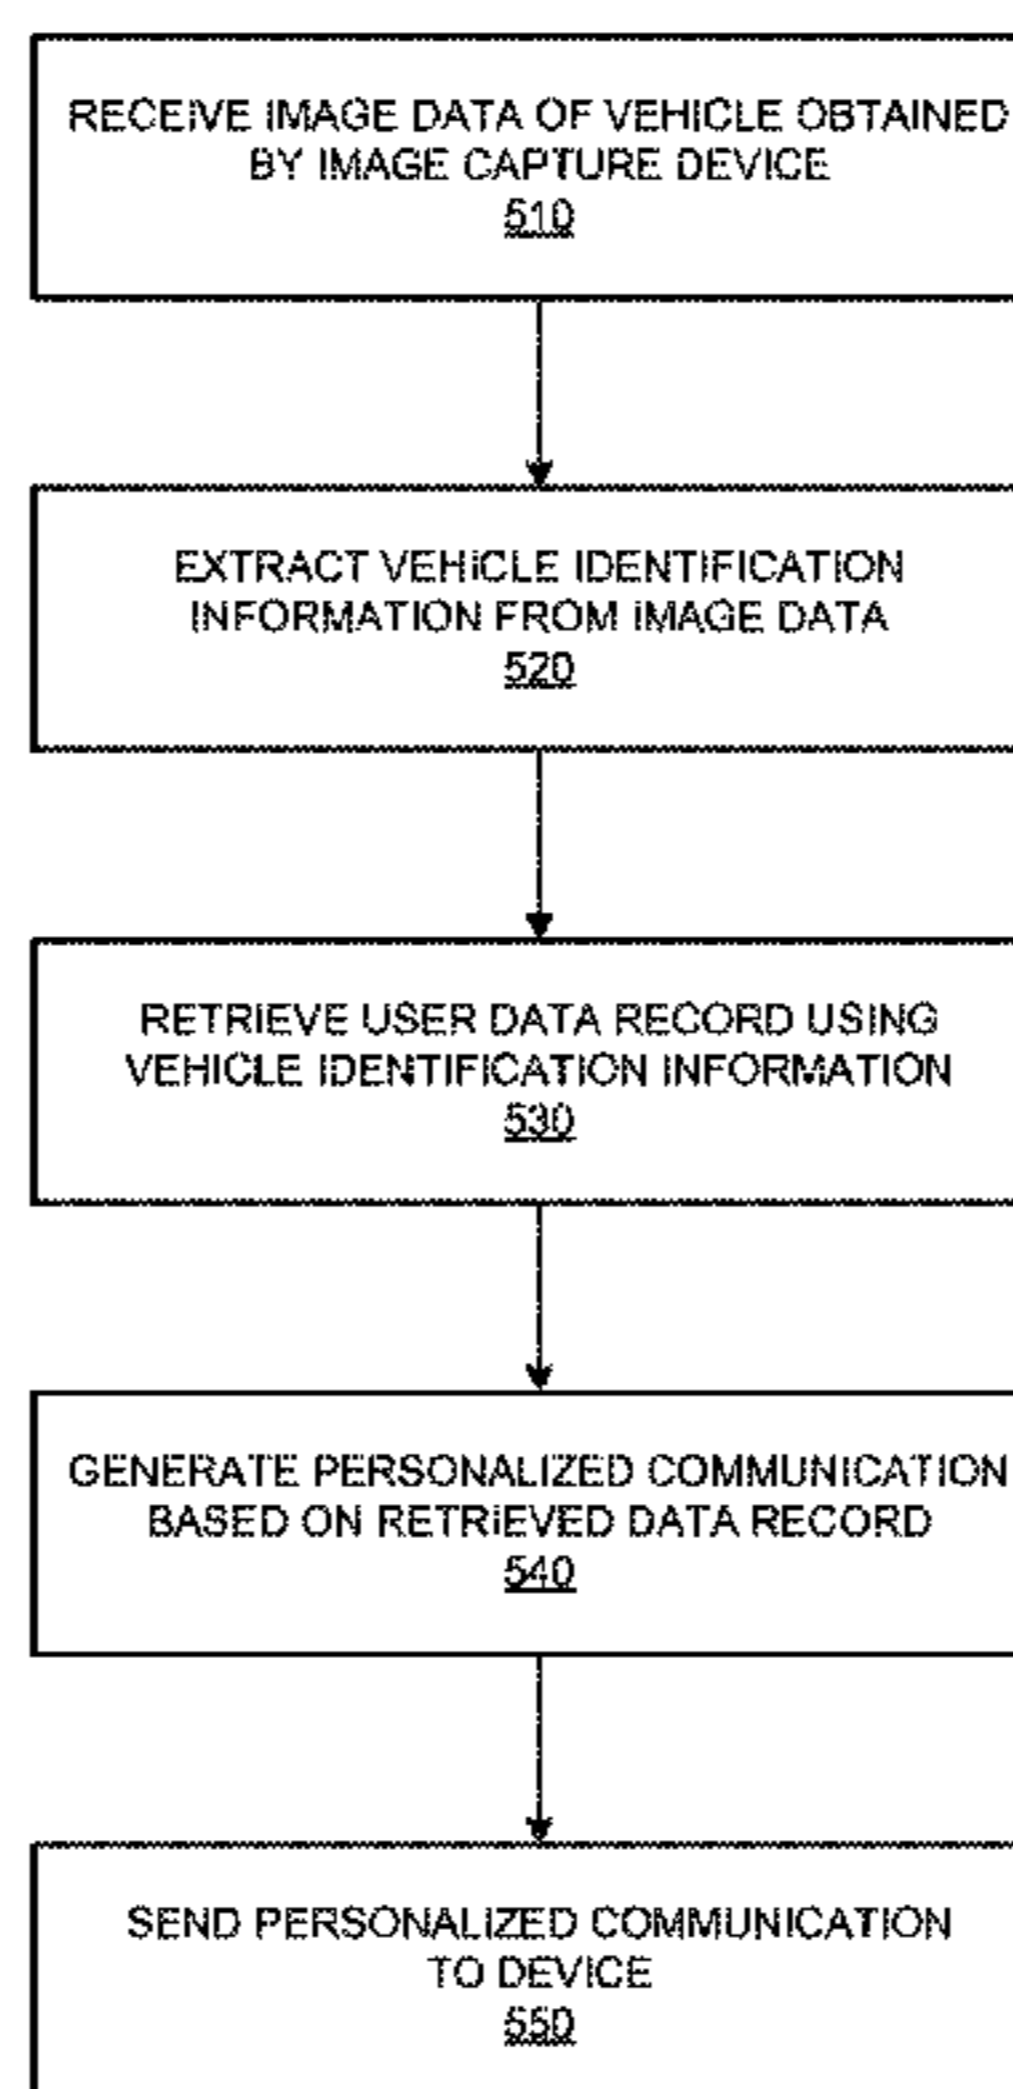 RECEIVE IMAGE DATA OF VEHICLE OBTAINED
BY IMAGE CAPTURE DEVICE
510
EXTRACT VEHICLE IDENTIFICATION
INFORMATION FROM IMAGE DATA
520
RETRIEVE USER DATA RECORD USING
VEHICLE IDENTIFICATION INFORMATION
530
GENERATE PERSONALIZED COMMUNICATION
BASED ON RETRIEVED DATA RECORD
540
SEND PERSONALIZED COMMUNICATION
TO DEVICE
550